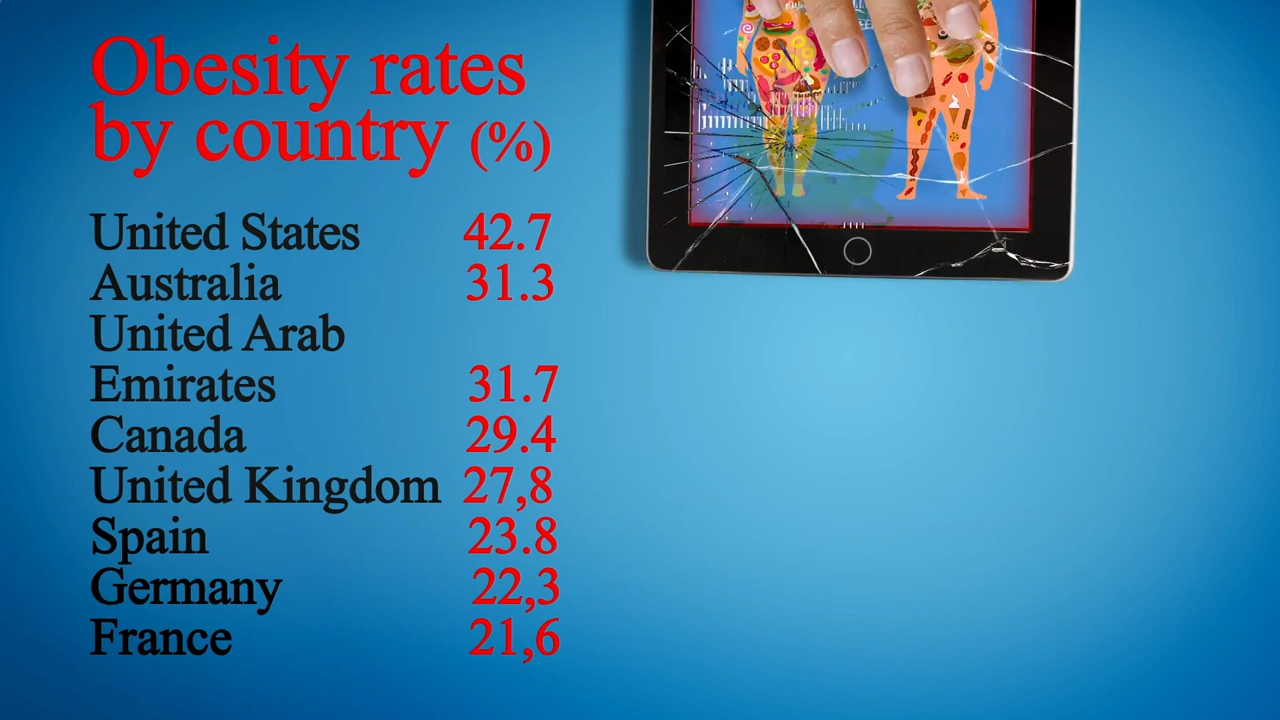 Obesity rates
by country (%)
United States 42.7
Australia 31.3
United Arab
Emirates 31.7
Canada 29.4
United Kingdom 27,8
Spain 23.8
Germany 22,3
France 21,6